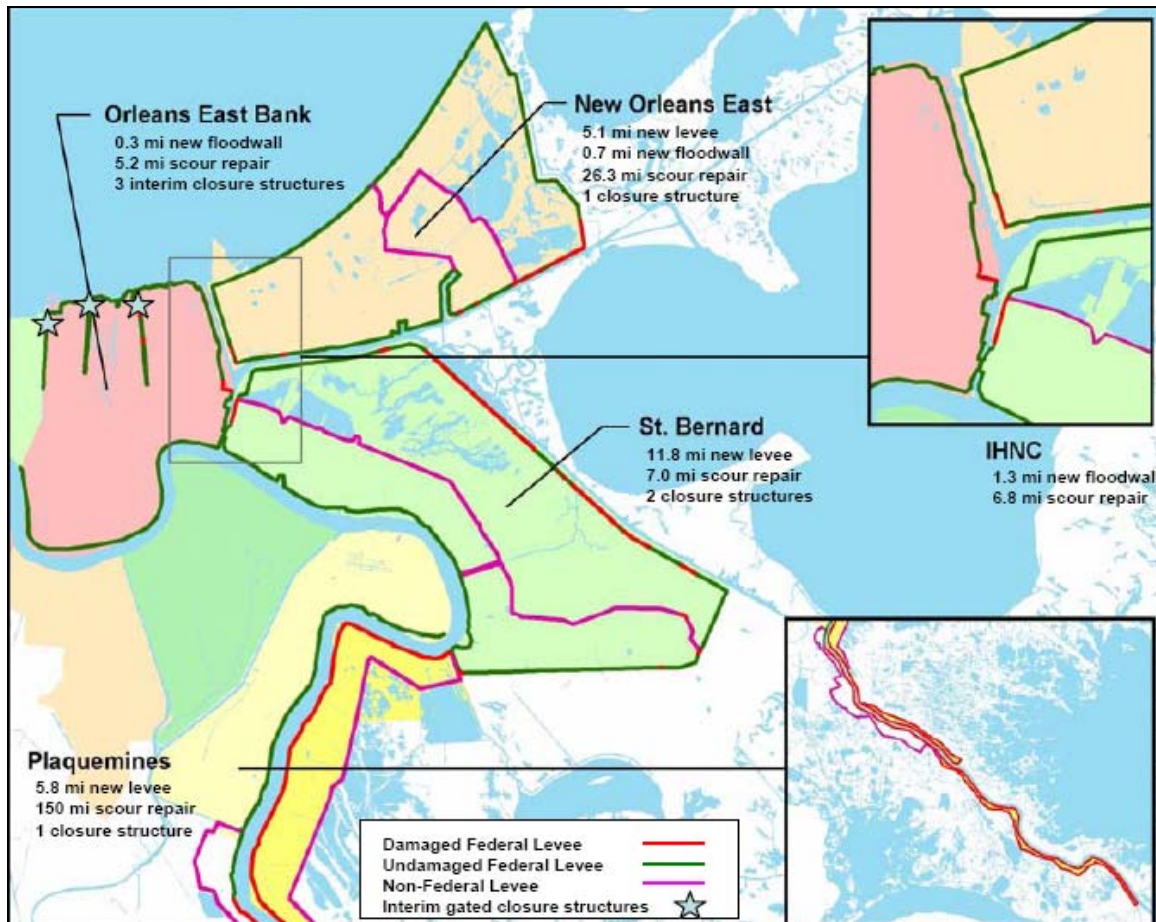 Orleans East Bank
0.3 mi new floodwall
5.2 mi scour repair
3 interim closure structures
New Orleans East
5.1 mi new levee
0.7 mi new floodwall
26.3 mi scour repair
1 closure structure
St. Bernard
11.8 mi new levee
7.0 mi scour repair
2 closure structures
IHNC
1.3 mi new floodwal
6.8 mi scour repair
Plaquemines
5.8 mi new levee
150 mi scour repair
1 closure structure
Damaged Federal Levee
Undamaged Federal Levee
Non-Federal Levee
Interim gated closure structures